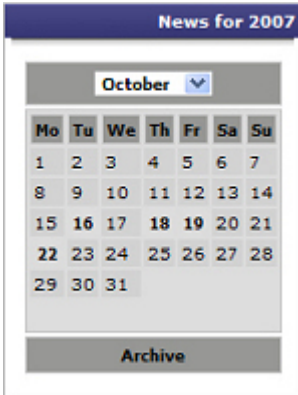 News for 2007
October
Mo Tu We Th Fr Sa Su
1 2 3 4 5 6 7
8 9 10 11 12 13 14
15 16 17 18 19 20 21
22 23 24 25 26 27 28
29 30 31
Archive